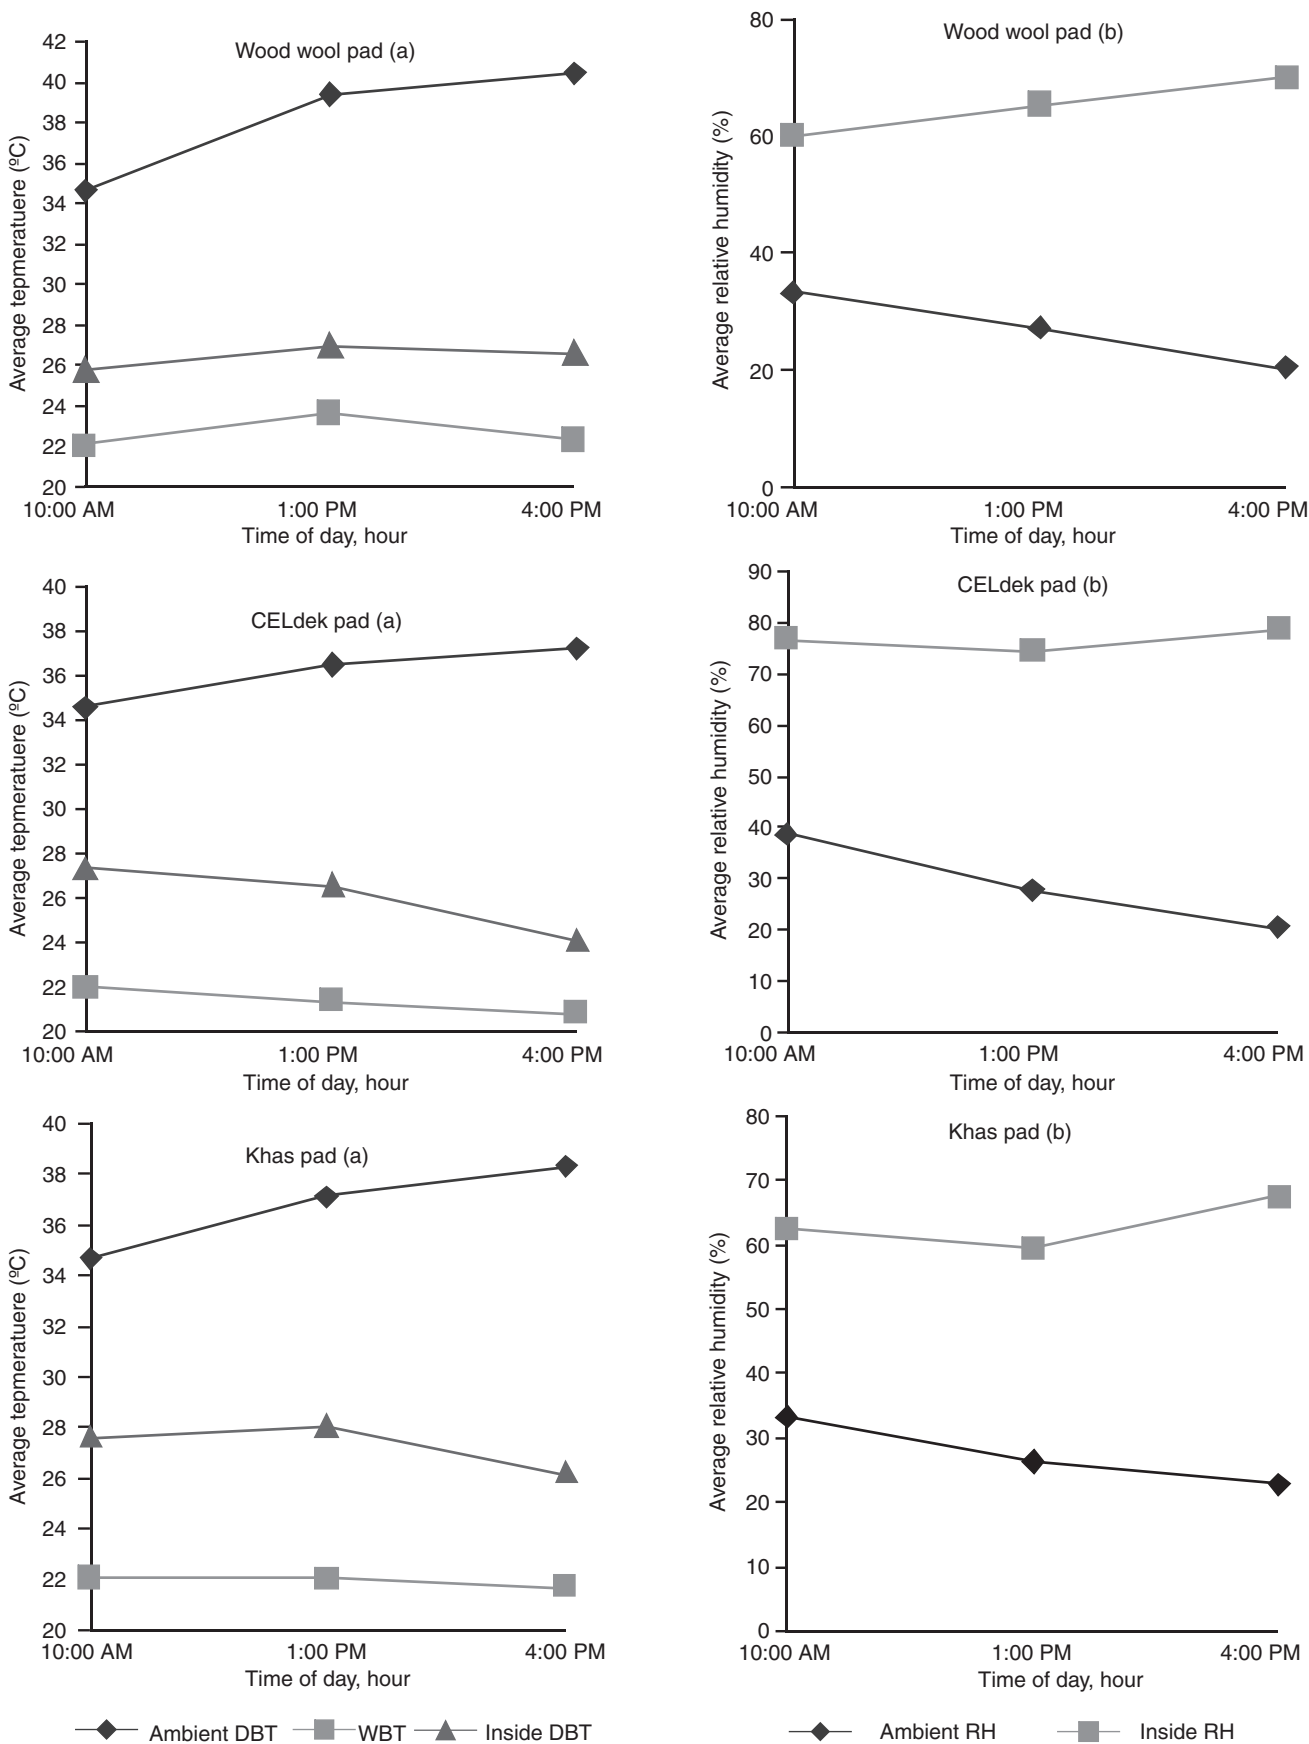 Wood wool pad (a)
42
40
38
36
34
32
30
28
26
24
22
20
Average tepmeratuere (ºC)
10:00 AM 1:00 PM 4:00 PM
Time of day, hour
Wood wool pad (b)
80
60
40
20
0
Average relative humidity (%)
10:00 AM 1:00 PM 4:00 PM
Time of day, hour
CELdek pad (a)
40
38
36
34
32
30
28
26
24
22
20
Average tepmeratuere (ºC)
10:00 AM 1:00 PM 4:00 PM
Time of day, hour
CELdek pad (b)
90
80
70
60
50
40
30
20
10
0
Average relative humidity (%)
10:00 AM 1:00 PM 4:00 PM
Time of day, hour
Khas pad (a)
40
38
36
34
32
30
28
26
24
22
20
Average tepmeratuere (ºC)
10:00 AM 1:00 PM 4:00 PM
Time of day, hour
Khas pad (b)
80
70
60
50
40
30
20
10
0
Average relative humidity (%)
10:00 AM 1:00 PM 4:00 PM
Time of day, hour
Ambient DBT WBT Inside DBT
Ambient RH Inside RH